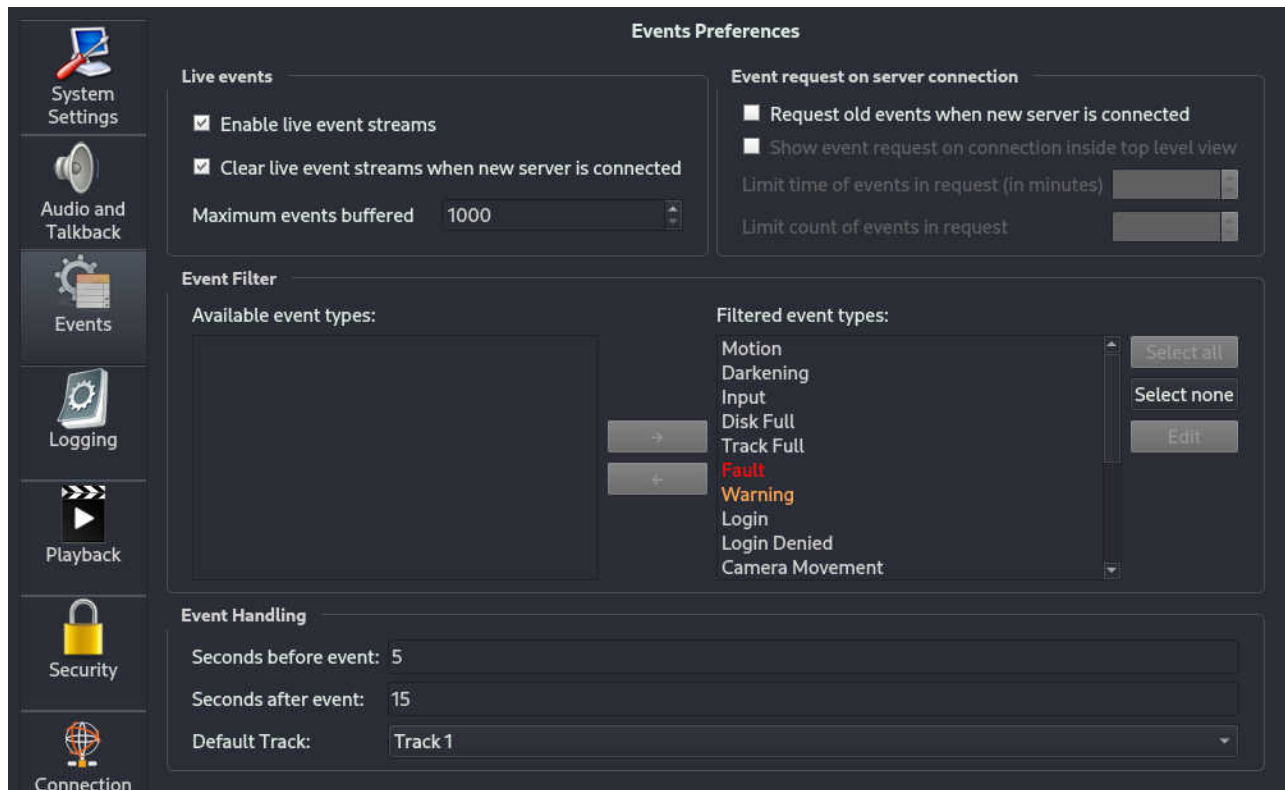 Events Preferences
System
Settings
Audio and
Talkback
Events
Logging
Playback
Security
Connection
Live events
Enable live event streams
Clear live event streams when new server is connected
Maximum events buffered 1000
Event request on server connection
Request old events when new server is connected
Show event request on connection inside top level view
Limit time of events in request (in minutes)
Limit count of events in request
Event Filter
Available event types:
→
←
Filtered event types:
Motion
Darkening
Input
Disk Full
Track Full
Fault
Warning
Login
Login Denied
Camera Movement
Select all
Select none
Edit
Event Handling
Seconds before event: 5
Seconds after event: 15
Default Track: Track 1